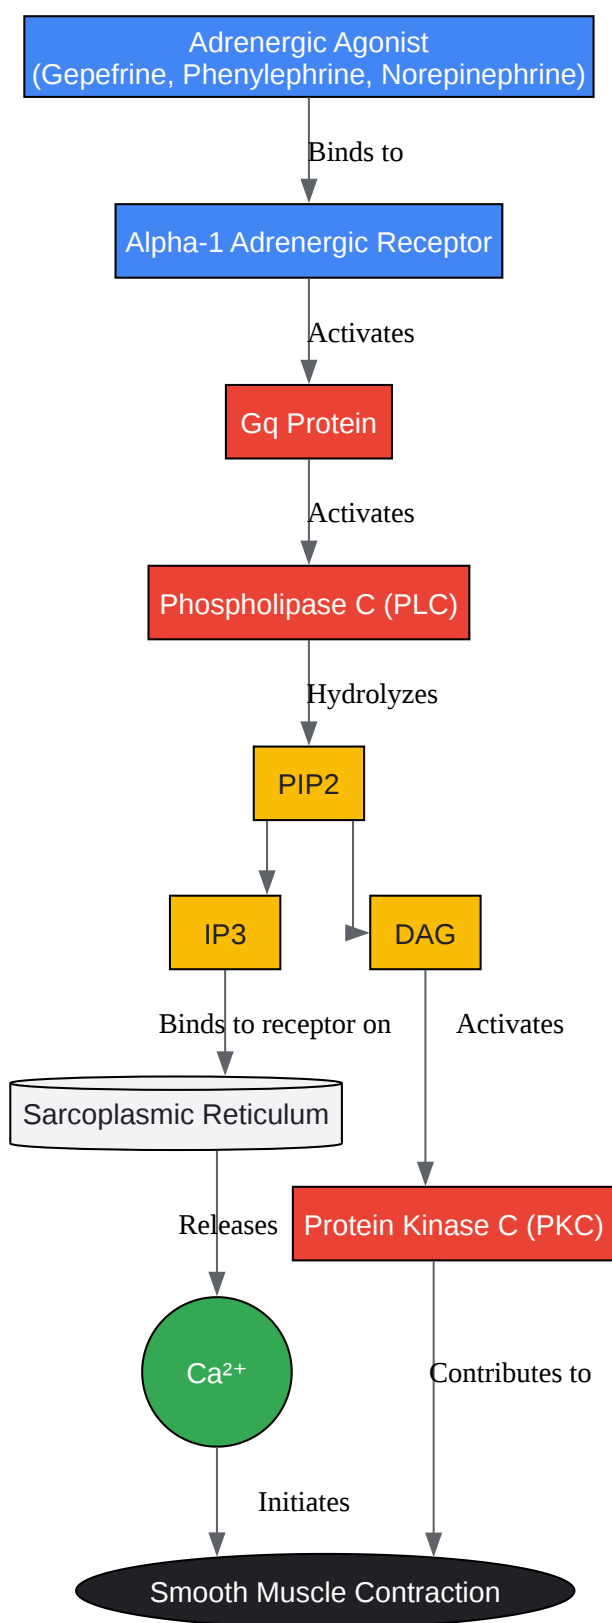 Adrenergic Agonist
(Gepefrine, Phenylephrine, Norepinephrine)
Binds to
Alpha-1 Adrenergic Receptor
Activates
Gq Protein
Activates
Phospholipase C (PLC)
Hydrolyzes
PIP2
IP3
DAG
Binds to receptor on
Activates
Sarcoplasmic Reticulum
Releases
Protein Kinase C (PKC)
Ca²⁺
Contributes to
Initiates
Smooth Muscle Contraction